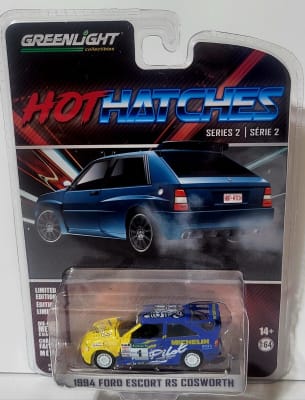 GREENLIGHT
collectibles
HOT HATCHES
SERIES 2 | SÉRIE 2
LIMITED
EDITION
14+
1:64
MICHELIN
Pilot
1
1994 FORD ESCORT RS COSWORTH